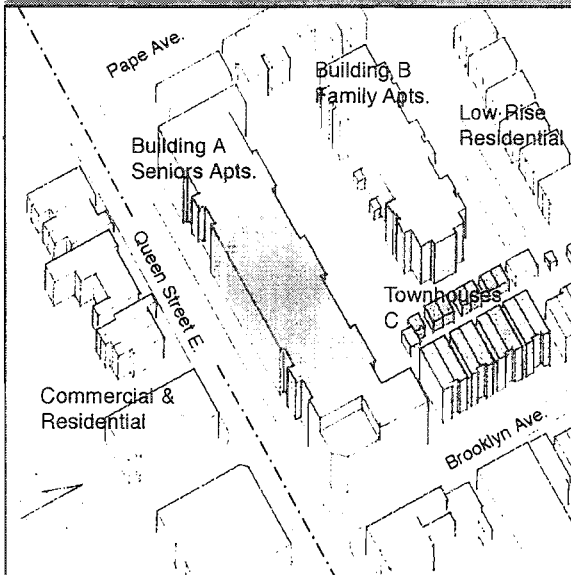 Pape Ave.
Building B
Family Apts.
Low Rise
Residential
Building A
Seniors Apts.
Queen Street E.
Townhouses
C
Commercial &
Residential
Brooklyn Ave.